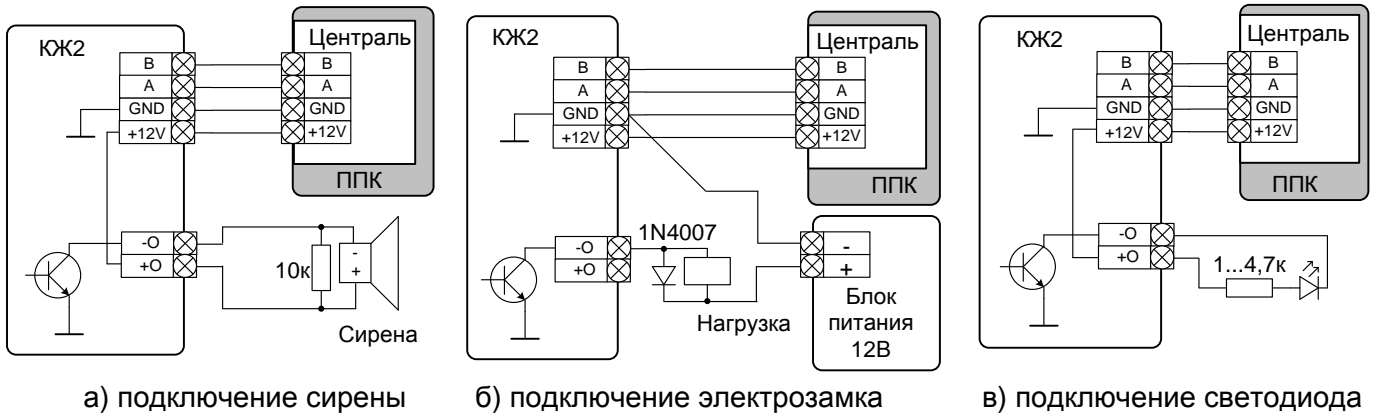 КЖ2
Централь
B
B
A
A
GND
GND
+12V
+12V
ППК
-O
+O
10к
-
+
Сирена
КЖ2
Централь
B
B
A
A
GND
GND
+12V
+12V
ППК
1N4007
-O
+O
-
+
Нагрузка
Блок
питания
12В
КЖ2
Централь
B
B
A
A
GND
GND
+12V
+12V
ППК
-O
+O
1...4,7к
а) подключение сирены
б) подключение электрозамка
в) подключение светодиода